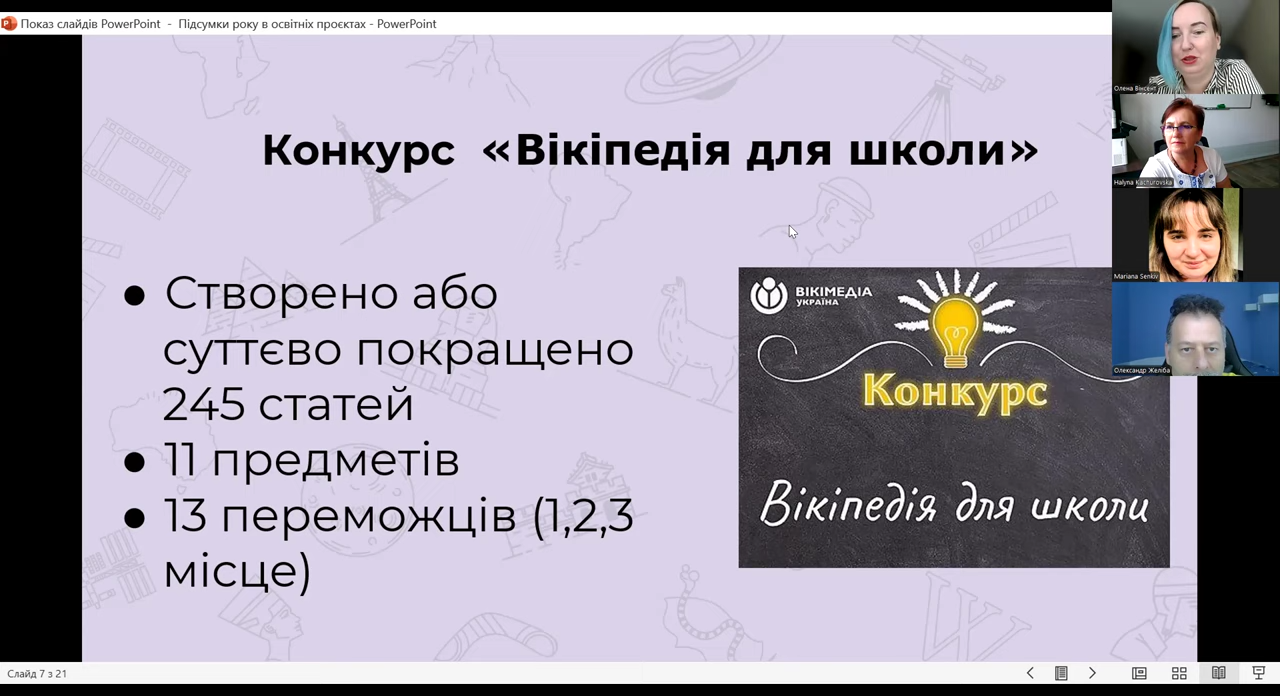 Показ слайдів PowerPoint - Підсумки року в освітніх проєктах - PowerPoint
Конкурс «Вікіпедія для школи»
● Створено або
суттєво покращено
245 статей
● 11 предметів
● 13 переможців (1,2,3
місце)
ВІКІМЕДІА
УКРАЇНА
Конкурс
Вікіпедія для школи
Олена Вінсент
Halyna Kachurovska
Mariana Senkiv
Олександр Желіба
W
Слайд 7 з 21